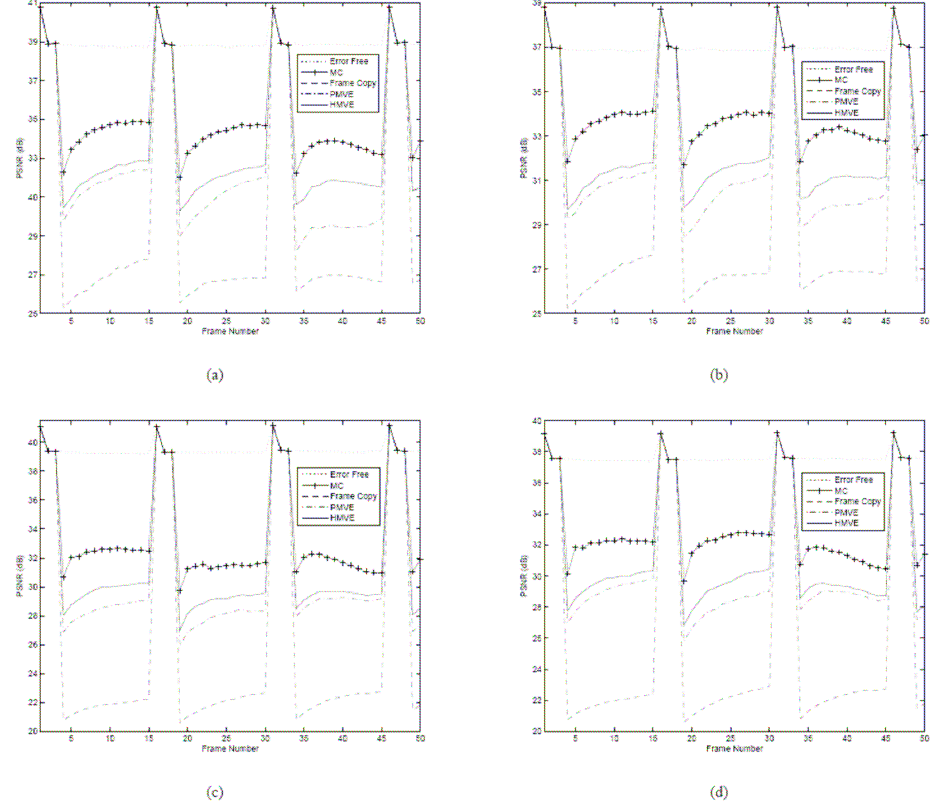 41
39
37
35
33
40
29
27
25
PSNR (dB)
Error Free
MC
Frame Copy
PMVE
HMVE
5 10 15 20 25 30 35 40 45 50
Frame Number
(a)
39
37
35
33
31
29
27
25
PSNR (dB)
Error Free
MC
Frame Copy
PMVE
HMVE
5 10 15 20 25 30 35 40 45 50
Frame Number
(b)
40
38
36
34
32
30
28
26
24
22
20
PSNR (dB)
Error Free
MC
Frame Copy
PMVE
HMVE
5 10 15 20 25 30 35 40 45 50
Frame Number
(c)
40
38
36
34
32
30
28
26
24
22
20
PSNR (dB)
Error Free
MC
Frame Copy
PMVE
HMVE
5 10 15 20 25 30 35 40 45 50
Frame Number
(d)